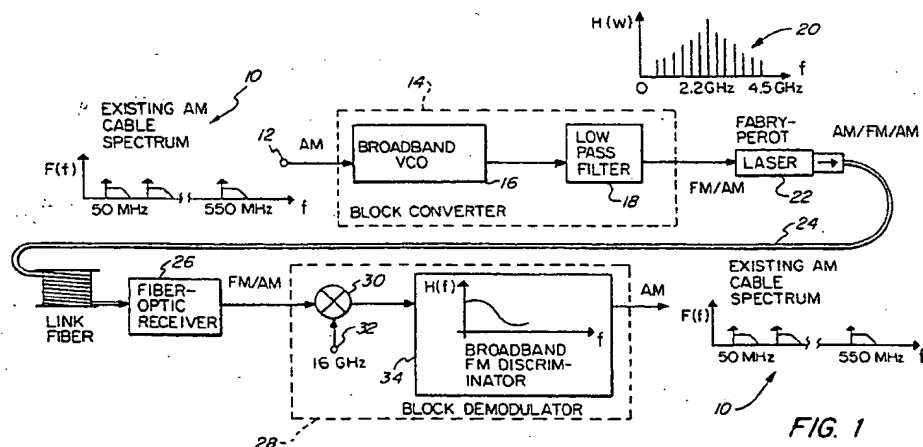 H(W)
20
f
0
2.2GHz
4.5GHz
10
EXISTING AM
CABLE
SPECTRUM
F(f)
50 MHz
550 MHz
f
12
AM
14
BROADBAND
VCO
16
LOW
PASS
FILTER
18
BLOCK CONVERTER
FM/AM
FABRY-
PEROT
LASER
22
AM/FM/AM
24
LINK
FIBER
26
FIBER-
OPTIC
RECEIVER
FM/AM
30
32
16 GHz
H(f)
f
34
BROADBAND
FM DISCRIM-
INATOR
BLOCK DEMODULATOR
28
AM
EXISTING AM
CABLE
SPECTRUM
F(f)
50 MHz
550 MHz
f
10
FIG. 1